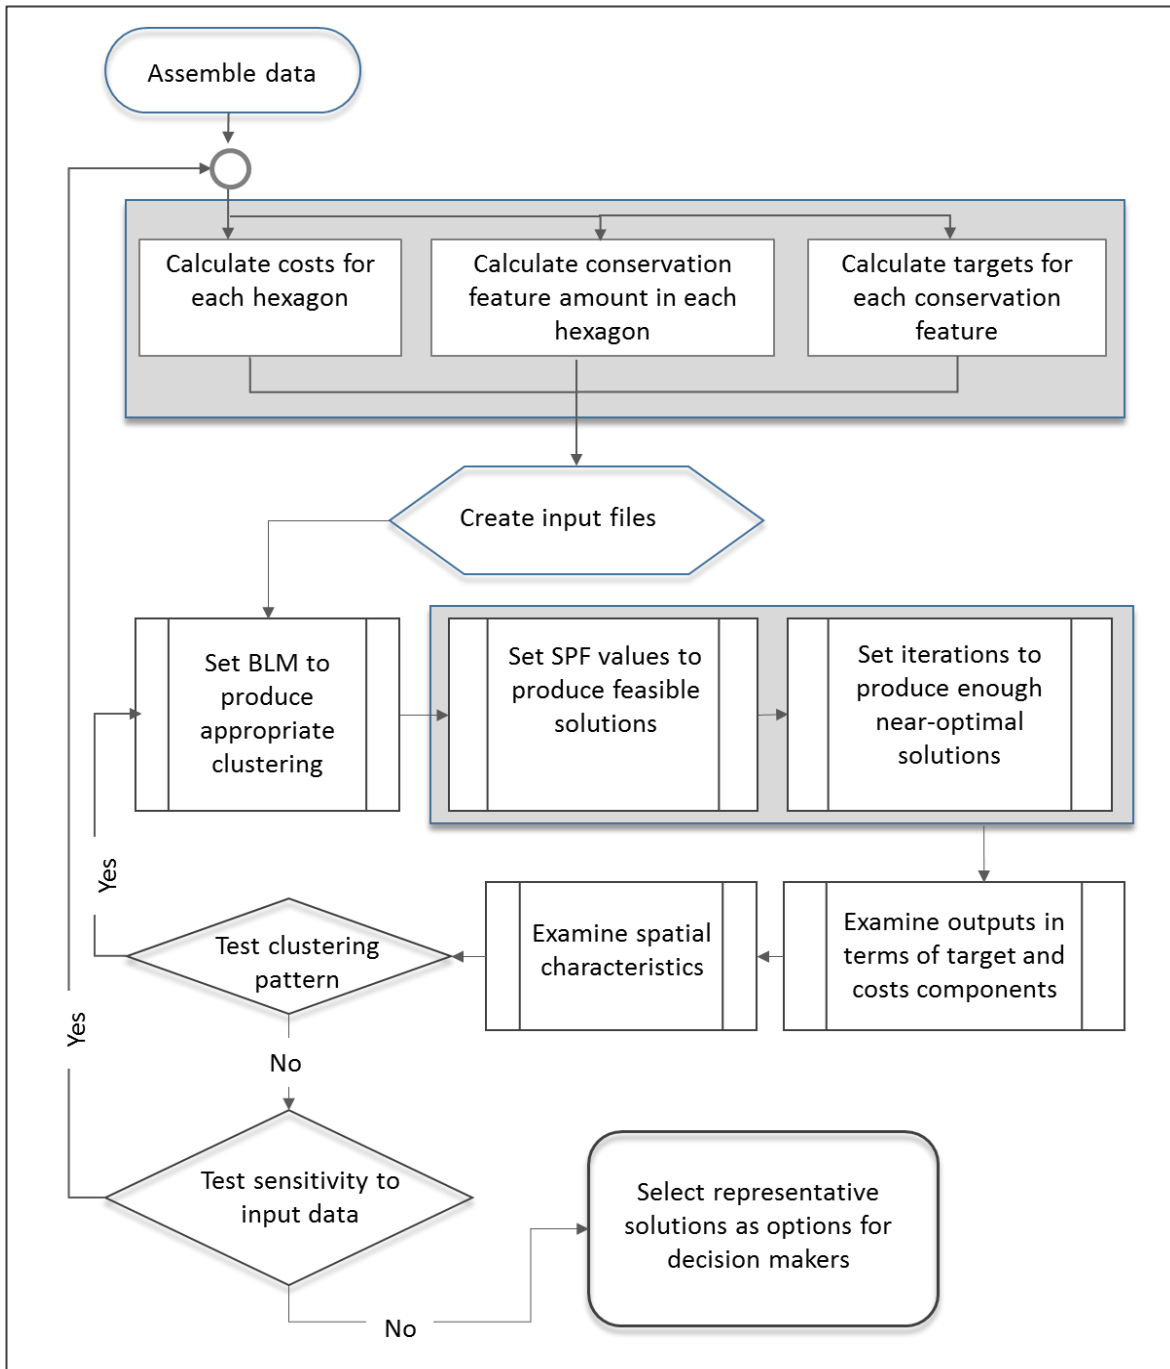 Assemble data
Calculate costs for
each hexagon
Calculate conservation
feature amount in each
hexagon
Calculate targets for
each conservation
feature
Create input files
Set BLM to
produce
appropriate
clustering
Set SPF values to
produce feasible
solutions
Set iterations to
produce enough
near-optimal
solutions
Yes
Test clustering
pattern
Examine spatial
characteristics
Examine outputs in
terms of target and
costs components
Yes
No
Test sensitivity to
input data
Select representative
solutions as options for
decision makers
No